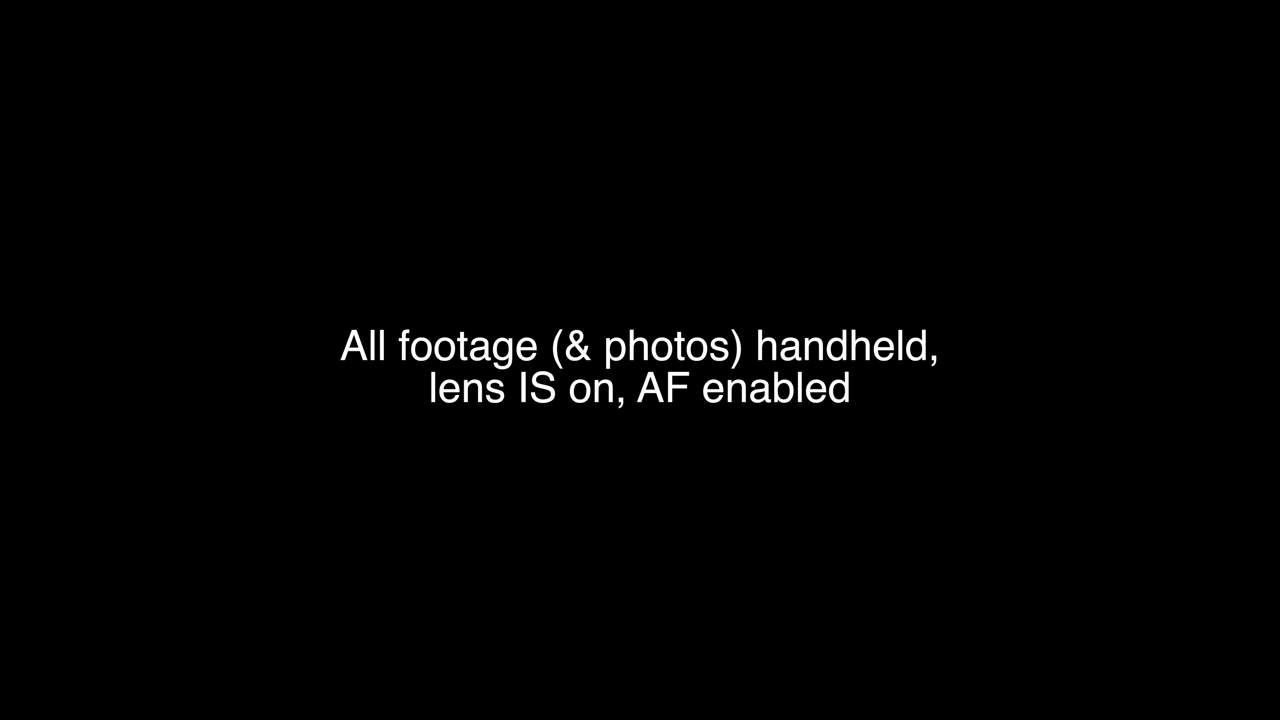 All footage (& photos) handheld,
lens IS on, AF enabled